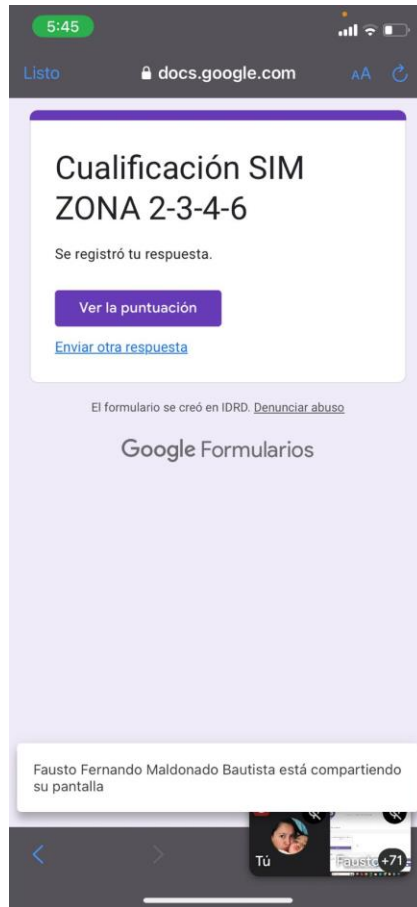 5:45
Listo
docs.google.com
AA
Cualificación SIM
ZONA 2-3-4-6
Se registró tu respuesta.
Ver la puntuación
Enviar otra respuesta
El formulario se creó en IDRD. Denunciar abuso
Google Formularios
Fausto Fernando Maldonado Bautista está compartiendo
su pantalla
Tú
Fausto
+71